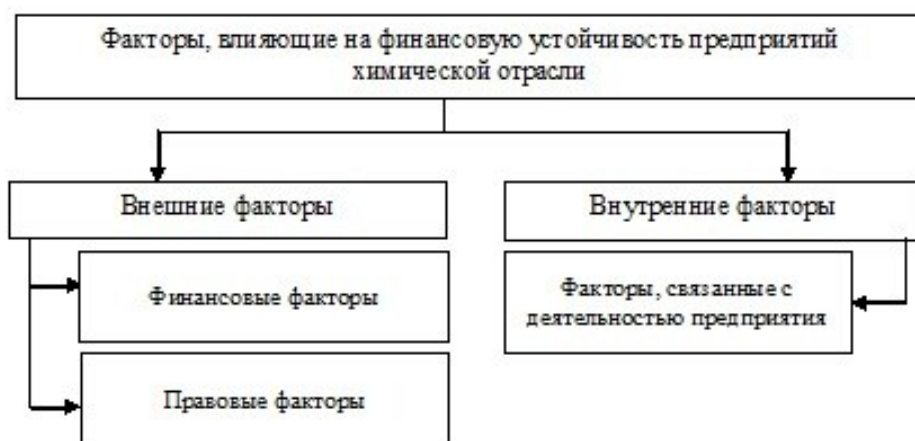 Факторы, влияющие на финансовую устойчивость предприятий
химической отрасли
Внешние факторы
Внутренние факторы
Финансовые факторы
Факторы, связанные с
деятельностью предприятия
Правовые факторы